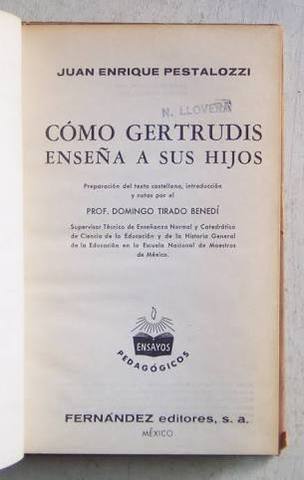 JUAN ENRIQUE PESTALOZZI
N. LLOVERA
CÓMO GERTRUDIS
ENSEÑA A SUS HIJOS
Preparación del texto castellano, introducción
y notas por el
PROF. DOMINGO TIRADO BENEDÍ
Supervisor Técnico de Enseñanza Normal y Catedrático
de Ciencia de la Educación y de la Historia General
de la Educación en la Escuela Nacional de Maestros
de México.
ENSAYOS
PEDAGÓGICOS
FERNÁNDEZ editores, s. a.
MÉXICO